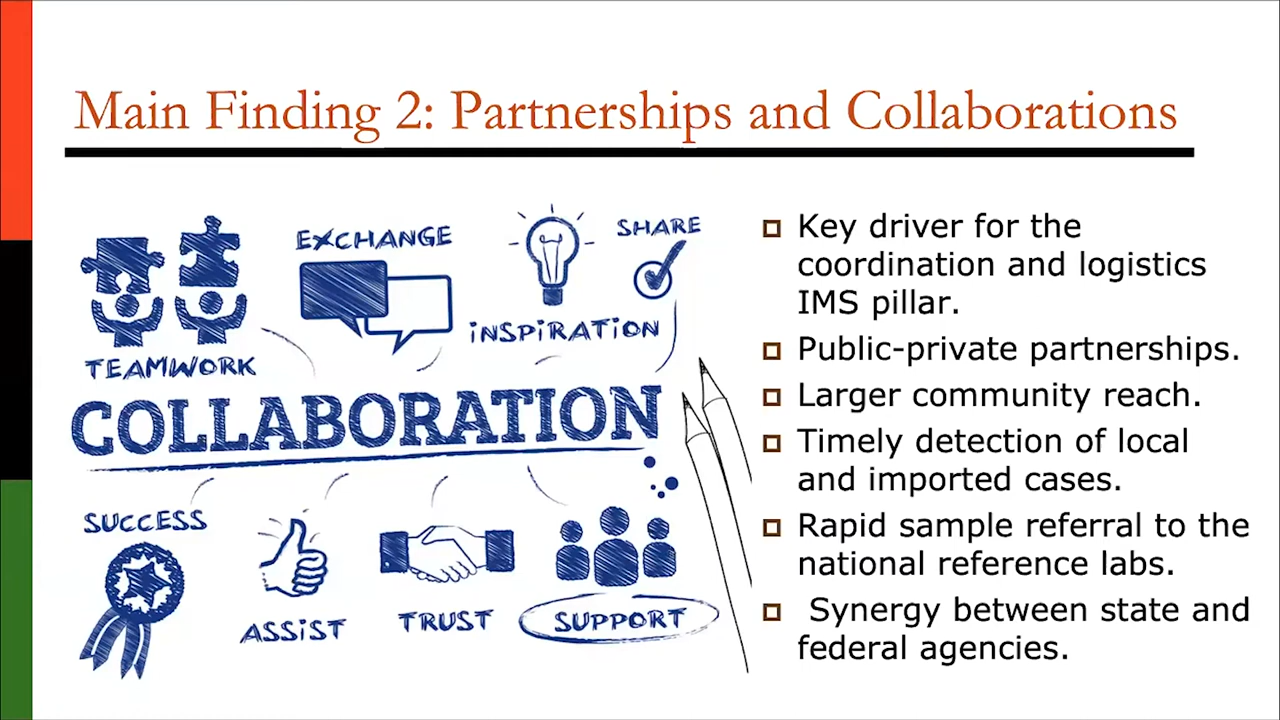 Main Finding 2: Partnerships and Collaborations
TEAMWORK
EXCHANGE
INSPIRATION
SHARE
COLLABORATION
SUCCESS
ASSIST
TRUST
SUPPORT
Key driver for the
coordination and logistics
IMS pillar.
Public-private partnerships.
Larger community reach.
Timely detection of local
and imported cases.
Rapid sample referral to the
national reference labs.
Synergy between state and
federal agencies.